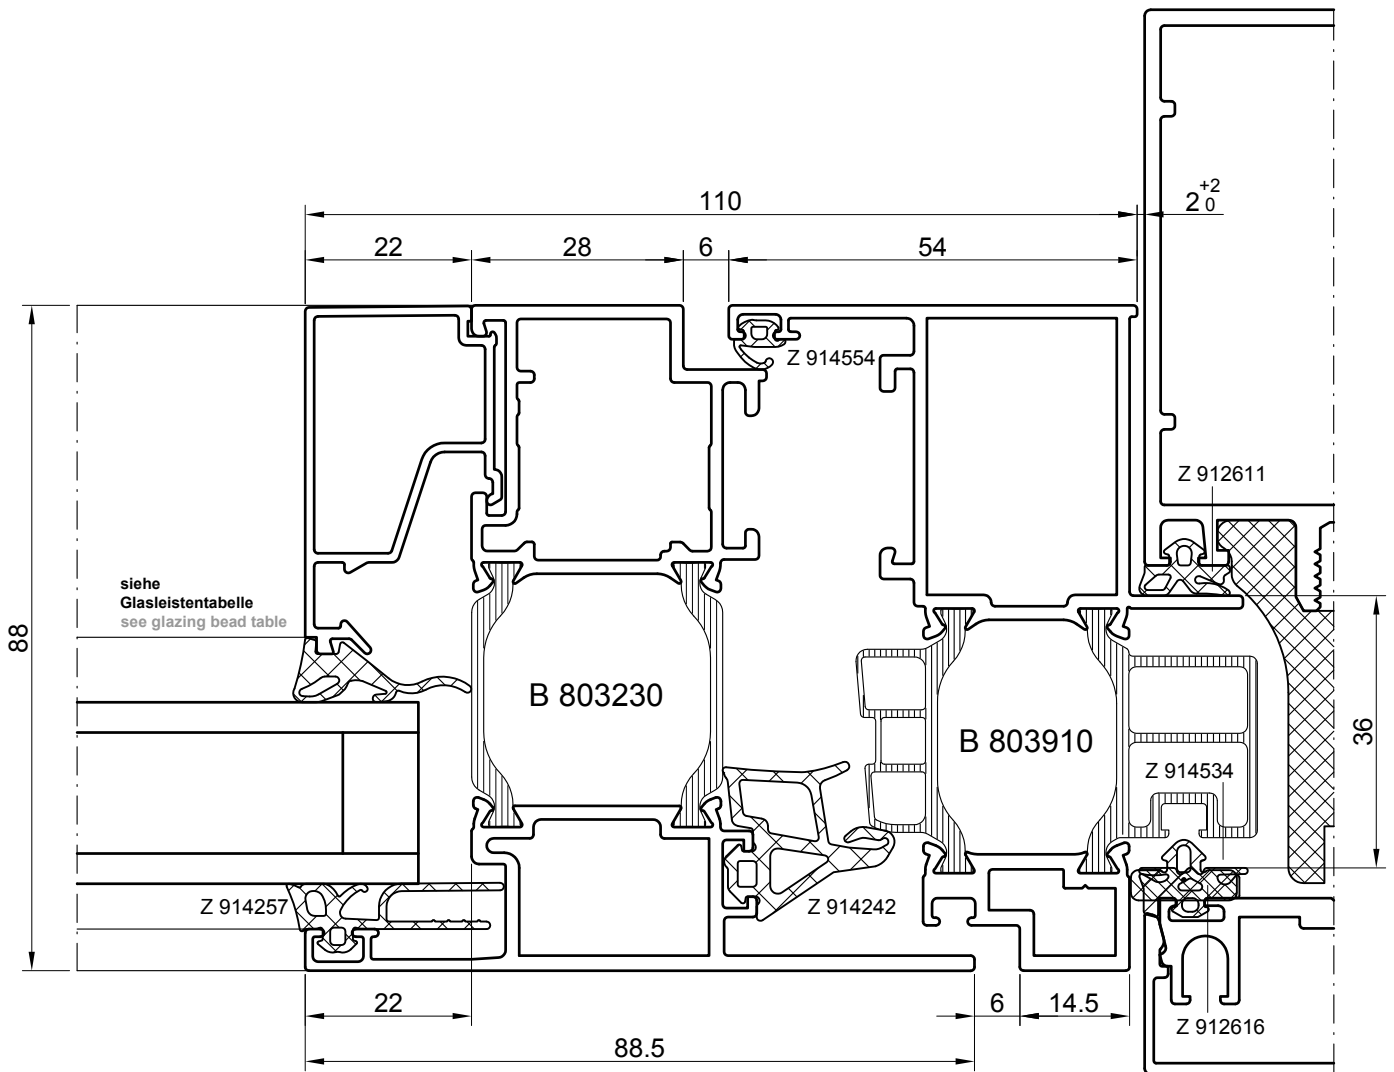 110
2 +2 0
22
28
6
54
Z 914554
Z 912611
siehe
Glasleistentabelle
see glazing bead table
88
B 803230
B 803910
36
Z 914534
Z 914257
Z 914242
22
6
14.5
Z 912616
88.5